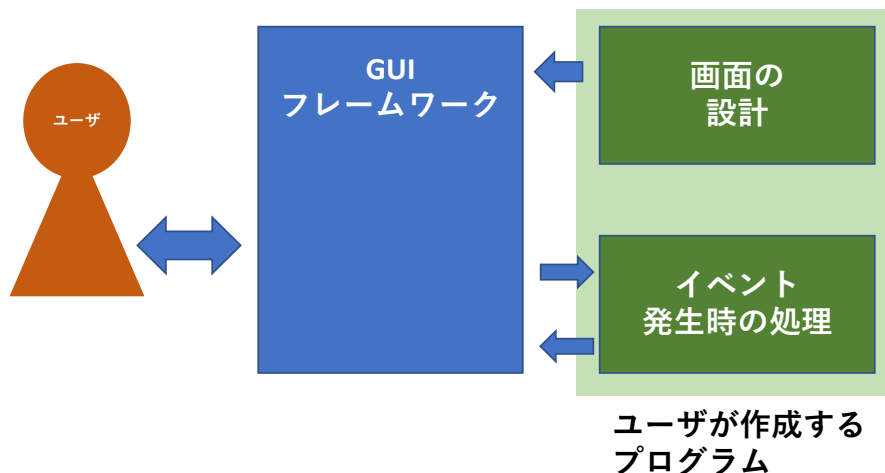 ユーザ
GUI
フレームワーク
画面の
設計
イベント
発生時の処理
ユーザが作成する
プログラム